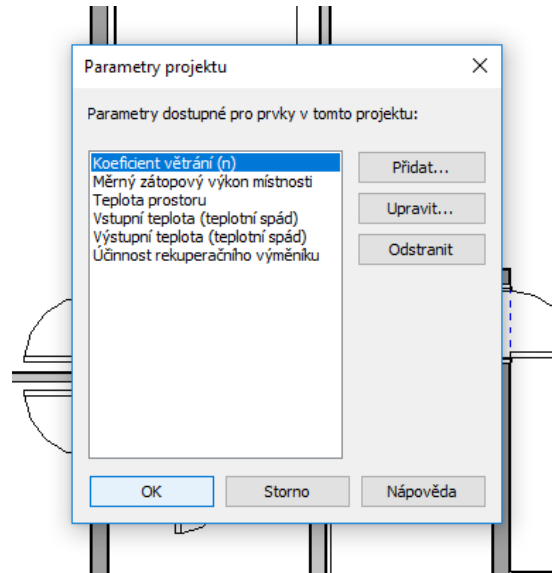 Parametry projektu
Parametry dostupné pro prvky v tomto projektu:
Koeficient větrání (n)
Měrný zátopový výkon místnosti
Teplota prostoru
Vstupní teplota (teplotní spád)
Výstupní teplota (teplotní spád)
Účinnost rekuperačního výměníku
Přidat...
Upravit...
Odstranit
OK
Storno
Nápověda